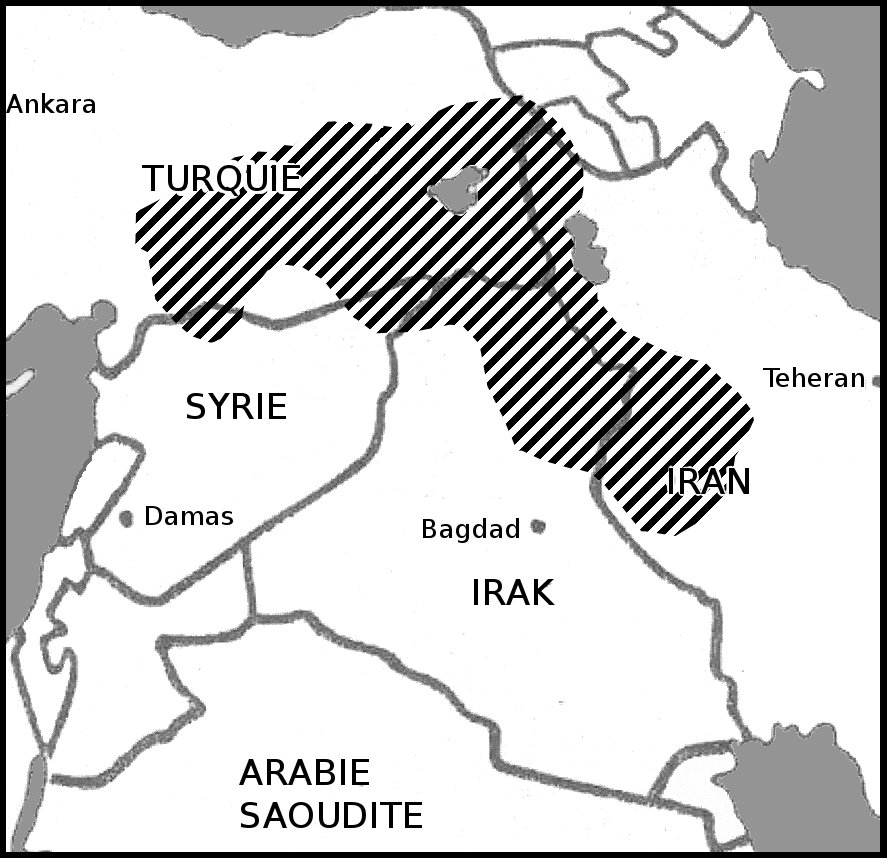 Ankara
TURQUIE
Teheran
SYRIE
IRAN
Damas
Bagdad
IRAK
ARABIE
SAOUDITE